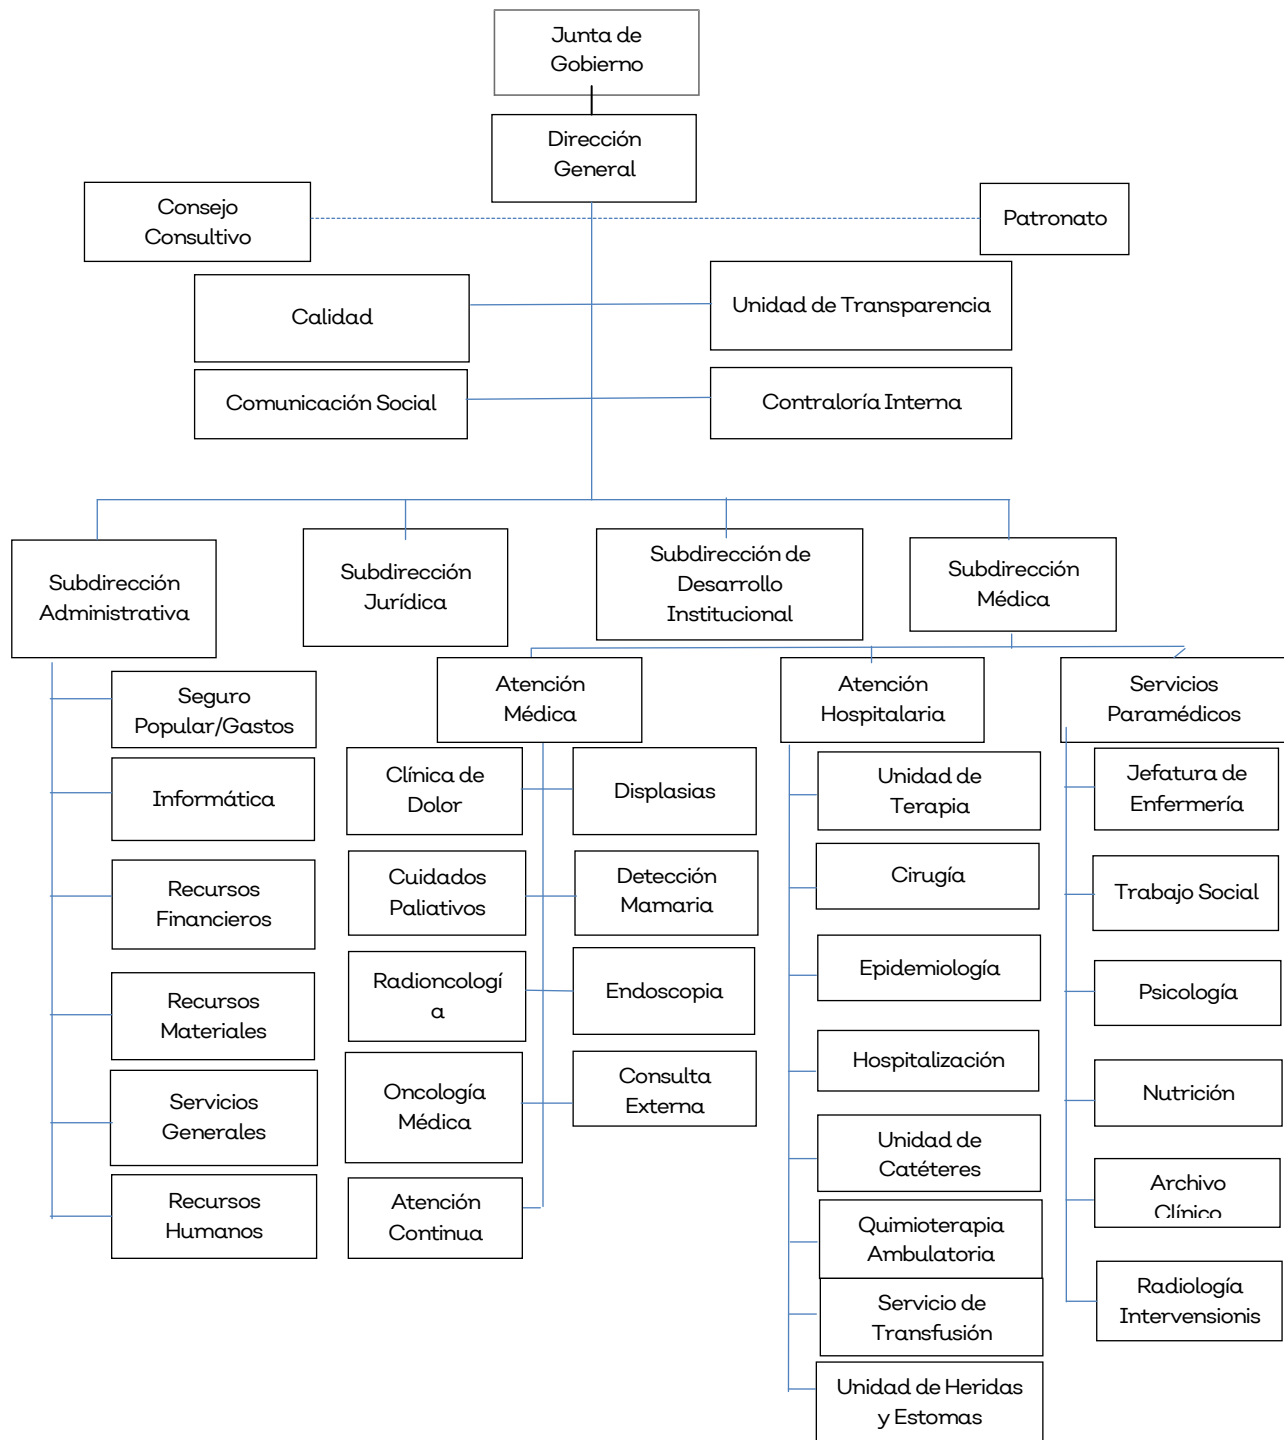 Junta de
Gobierno
Dirección
General
Consejo
Consultivo
Patronato
Calidad
Unidad de Transparencia
Comunicación Social
Contraloría Interna
Subdirección
Administrativa
Subdirección
Jurídica
Subdirección de
Desarrollo
Institucional
Subdirección
Médica
Seguro
Popular/Gastos
Informática
Recursos
Financieros
Recursos
Materiales
Servicios
Generales
Recursos
Humanos
Atención
Médica
Clínica de
Dolor
Displasias
Cuidados
Paliativos
Detección
Mamaria
Radioncologí
a
Endoscopia
Oncología
Médica
Consulta
Externa
Atención
Continua
Atención
Hospitalaria
Unidad de
Terapia
Cirugía
Epidemiología
Hospitalización
Unidad de
Catéteres
Quimioterapia
Ambulatoria
Servicio de
Transfusión
Unidad de Heridas
y Estomas
Servicios
Paramédicos
Jefatura de
Enfermería
Trabajo Social
Psicología
Nutrición
Archivo
Clínico
Radiología
Intervensionis